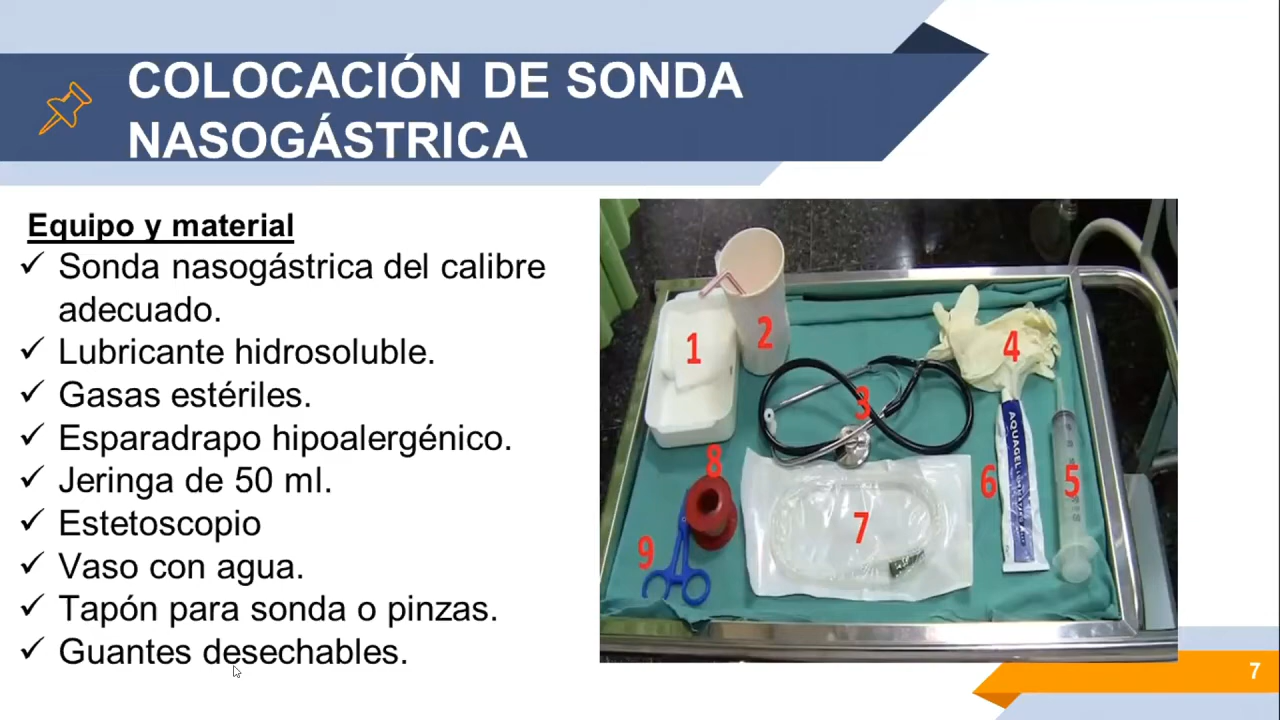 COLOCACIÓN DE SONDA
NASOGÁSTRICA
Equipo y material
✓ Sonda nasogástrica del calibre
adecuado.
✓ Lubricante hidrosoluble.
✓ Gasas estériles.
✓ Esparadrapo hipoalergénico.
✓ Jeringa de 50 ml.
✓ Estetoscopio
✓ Vaso con agua.
✓ Tapón para sonda o pinzas.
✓ Guantes desechables.
1
2
3
4
5
6
7
8
9
AQUAGEL
7